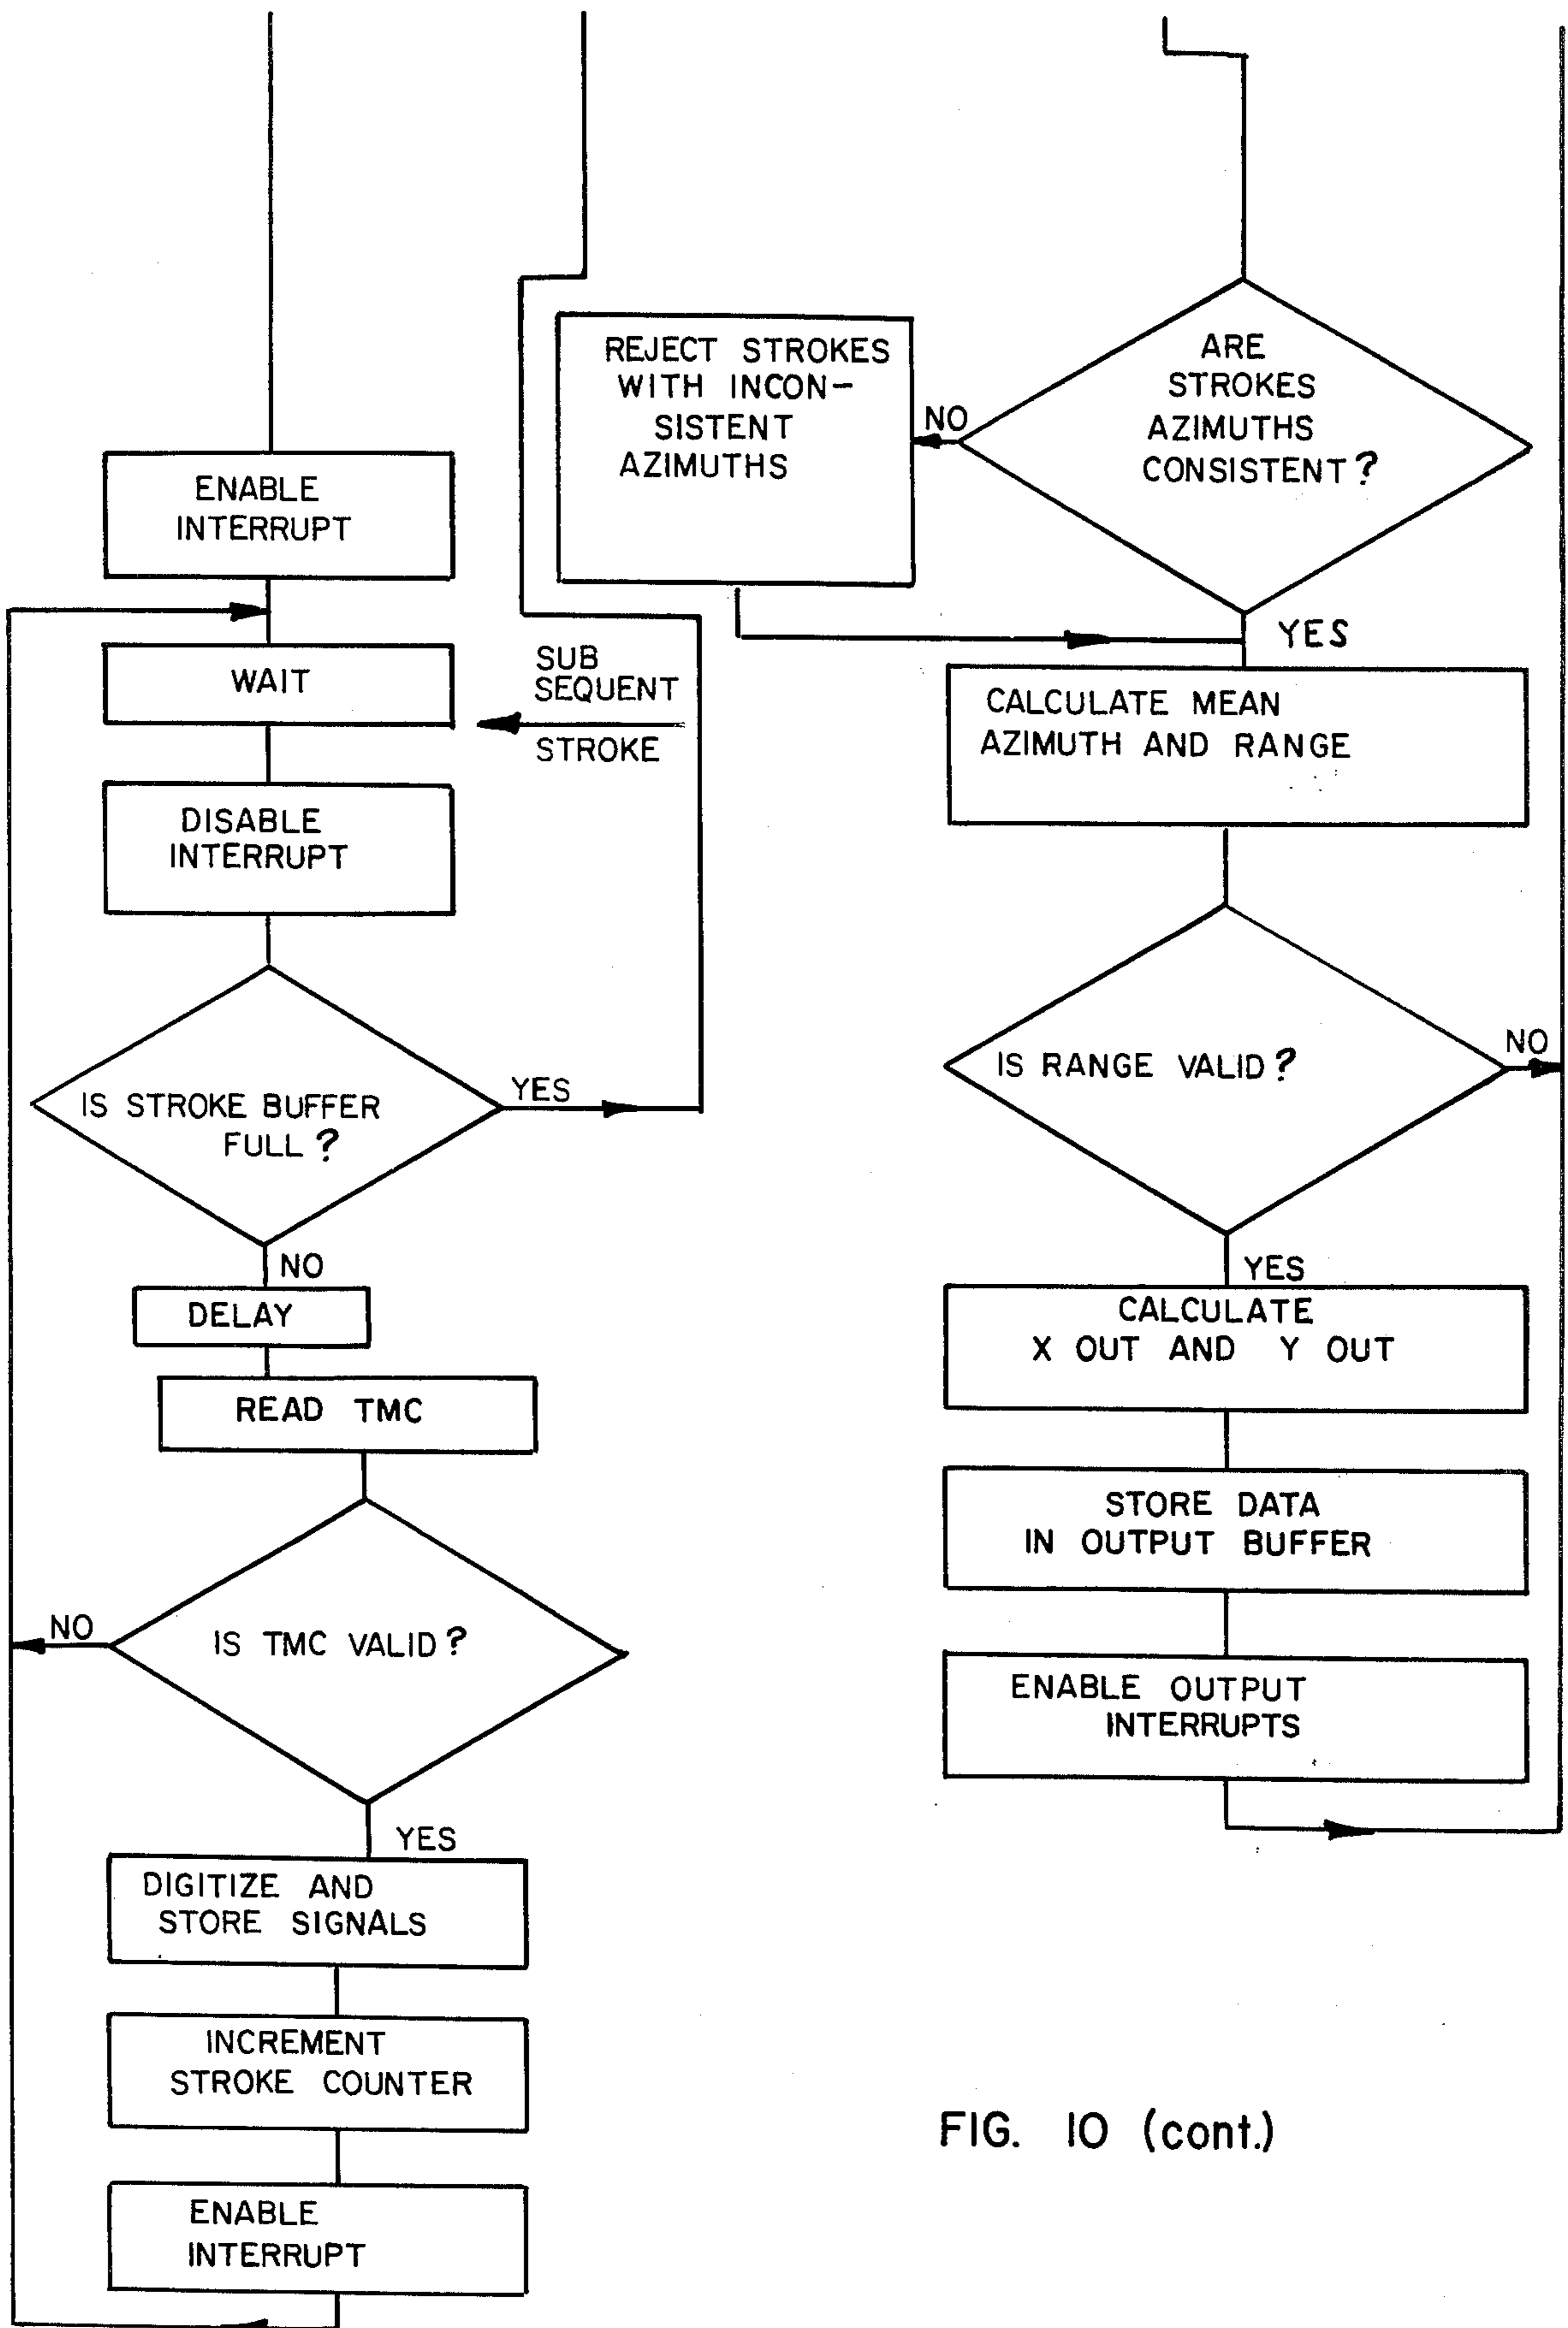 ENABLE
INTERRUPT
WAIT
SUB
SEQUENT
STROKE
DISABLE
INTERRUPT
IS STROKE BUFFER
FULL?
YES
NO
DELAY
READ TMC
IS TMC VALID?
NO
YES
DIGITIZE AND
STORE SIGNALS
INCREMENT
STROKE COUNTER
ENABLE
INTERRUPT
REJECT STROKES
WITH INCON-
SISTENT
AZIMUTHS
NO
ARE
STROKES
AZIMUTHS
CONSISTENT?
YES
CALCULATE MEAN
AZIMUTH AND RANGE
IS RANGE VALID?
NO
YES
CALCULATE
X OUT AND Y OUT
STORE DATA
IN OUTPUT BUFFER
ENABLE OUTPUT
INTERRUPTS
FIG. 10 (cont.)